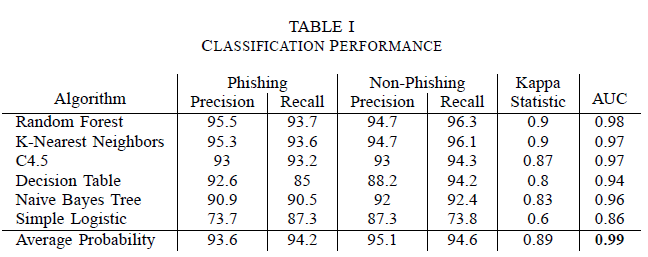 TABLE I
CLASSIFICATION PERFORMANCE
Phishing Non-Phishing Kappa
Algorithm Precision Recall Precision Recall Statistic AUC
Random Forest 95.5 93.7 94.7 96.3 0.9 0.98
K-Nearest Neighbors 95.3 93.6 94.7 96.1 0.9 0.97
C4.5 93 93.2 93 94.3 0.87 0.97
Decision Table 92.6 85 88.2 94.2 0.8 0.94
Naive Bayes Tree 90.9 90.5 92 92.4 0.83 0.96
Simple Logistic 73.7 87.3 87.3 73.8 0.6 0.86
Average Probability 93.6 94.2 95.1 94.6 0.89 0.99